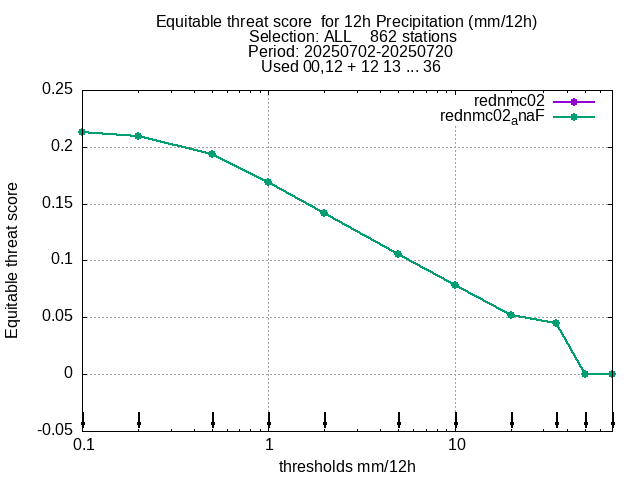 Equitable threat score  for 12h Precipitation (mm/12h)
Selection: ALL    862 stations
Period: 20250702-20250720
Used 00,12 + 12 13 ... 36
rednmc02
rednmc02anaF
0.25
0.2
0.15
0.1
0.05
0
-0.05
Equitable threat score
0.1
1
10
thresholds mm/12h